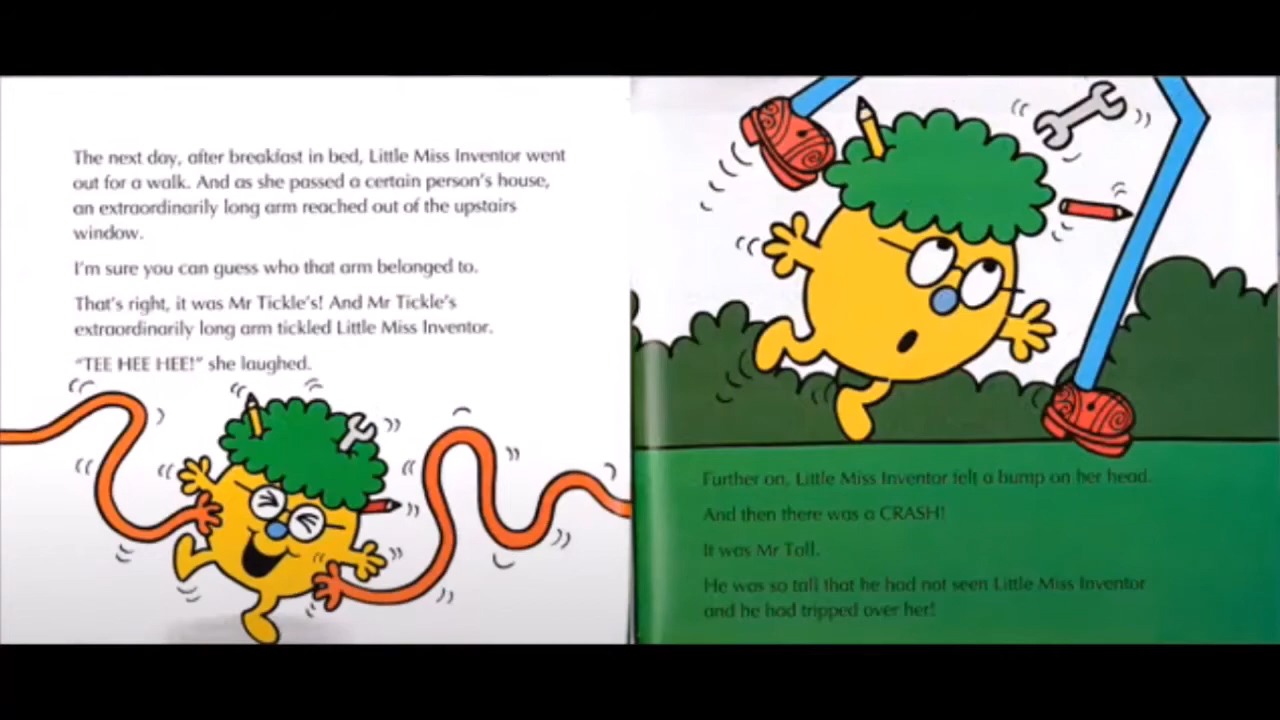 The next day, after breakfast in bed, Little Miss Inventor went
out for a walk. And as she passed a certain person's house,
an extraordinarily long arm reached out of the upstairs
window.
I'm sure you can guess who that arm belonged to.
That's right, it was Mr Tickle's! And Mr Tickle's
extraordinarily long arm tickled Little Miss Inventor.
"TEE HEE HEE!" she laughed.
Further on, Little Miss Inventor felt a bump on her head.
And then there was a CRASH!
It was Mr Tall.
He was so tall that he had not seen Little Miss Inventor
and he had tripped over her!